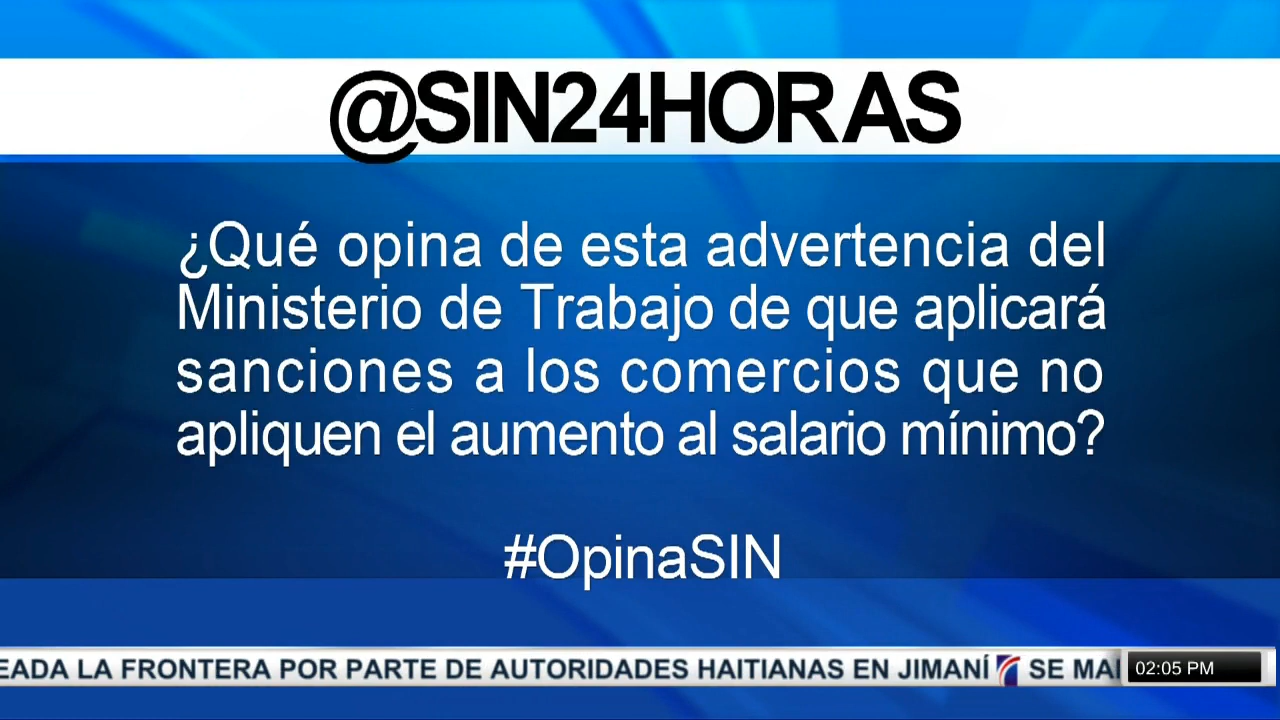 @SIN24HORAS
¿Qué opina de esta advertencia del
Ministerio de Trabajo de que aplicará
sanciones a los comercios que no
apliquen el aumento al salario mínimo?
#OpinaSIN
LA FRONTERA POR PARTE DE AUTORIDADES HAITIANAS EN JIMANÍ SE
02:05 PM